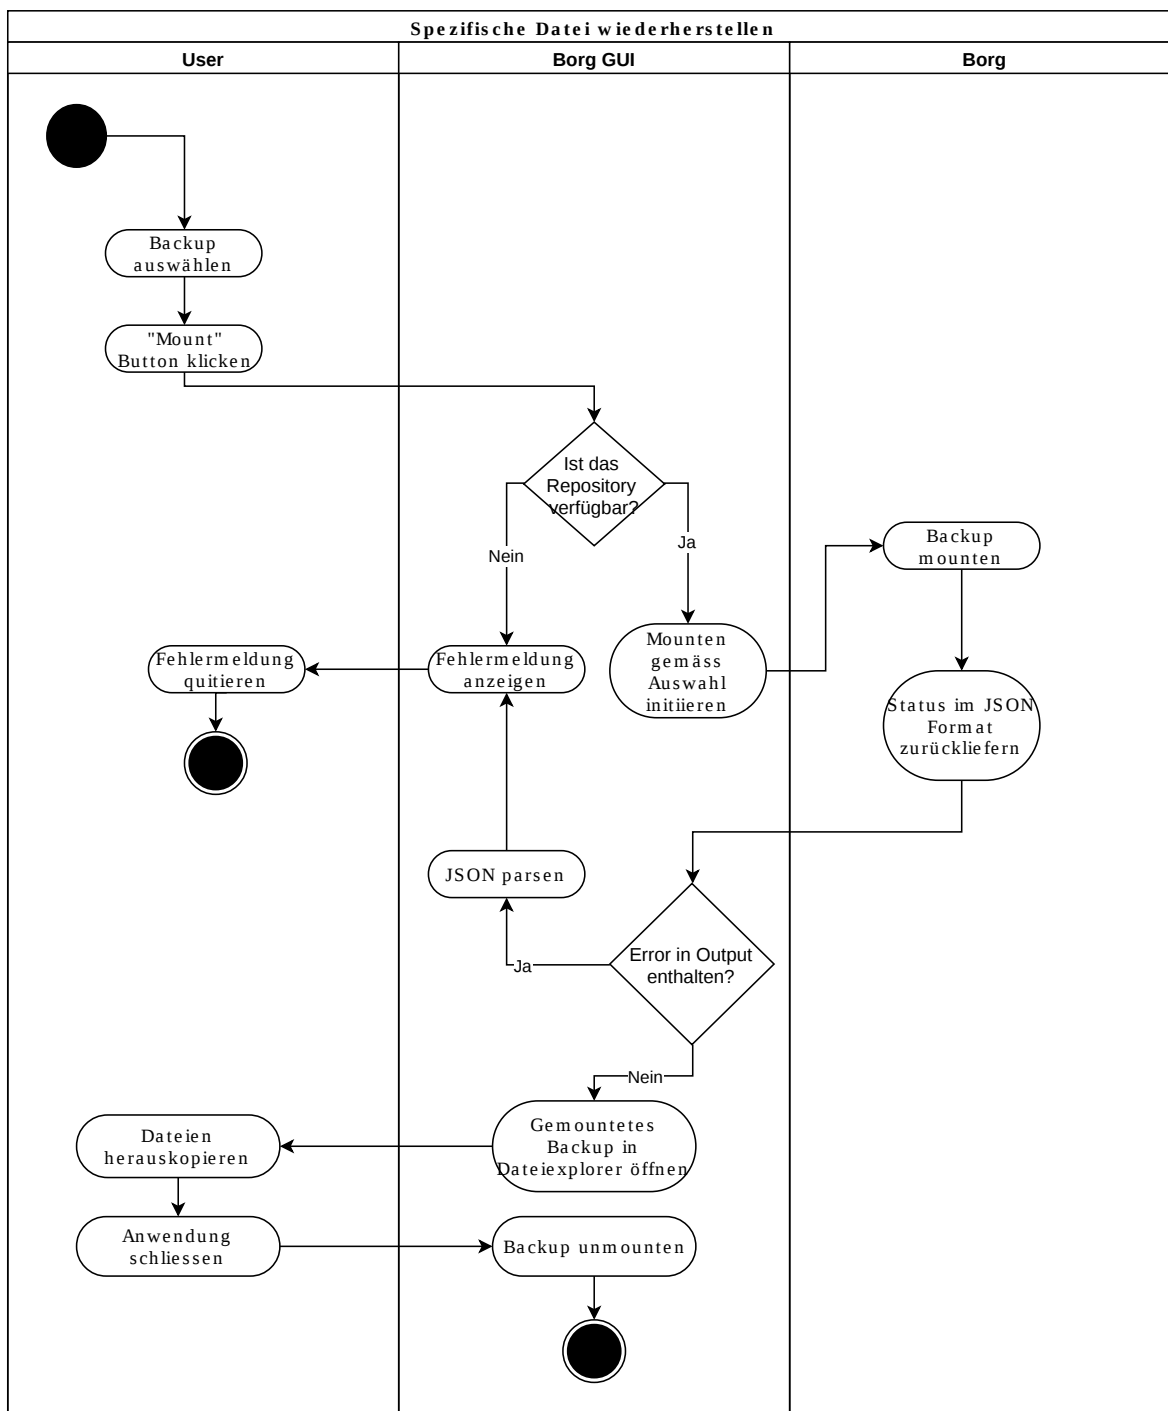 Spezifische Datei wiederherstellen
User
Borg GUI
Borg
Backup
auswählen
"Mount"
Button klicken
Ist das
Repository
verfügbar?
Nein
Ja
Backup
mounten
Fehlermeldung
quitieren
Fehlermeldung
anzeigen
Mounten
gemäss
Auswahl
initiieren
Status im JSON
Format
zurückliefern
JSON parsen
Error in Output
enthalten?
Ja
Nein
Gemountetes
Backup in
Dateiexplorer öffnen
Dateien
herauskopieren
Anwendung
schliessen
Backup unmounten